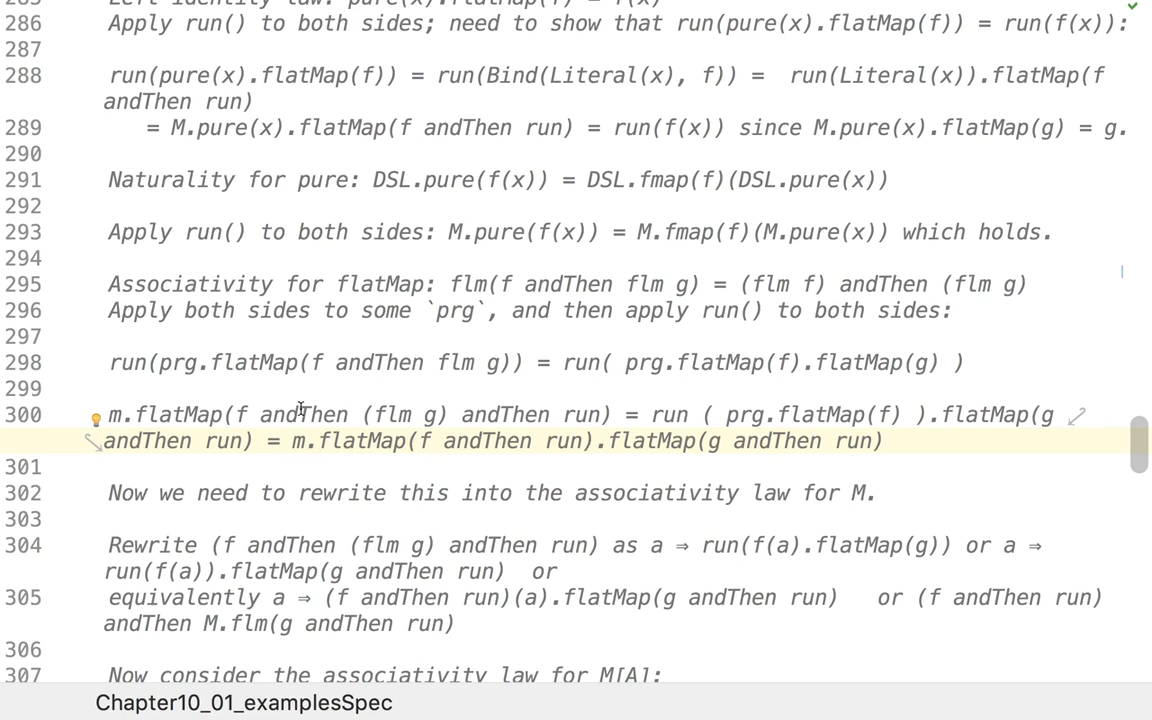 286 Apply run() to both sides; need to show that run(pure(x).flatMap(f)) = run(f(x)):
287
288 run(pure(x).flatMap(f)) = run(Bind(Literal(x), f)) =  run(Literal(x)).flatMap(f
andThen run)
289 = M.pure(x).flatMap(f andThen run) = run(f(x)) since M.pure(x).flatMap(g) = g.
290
291 Naturality for pure: DSL.pure(f(x)) = DSL.fmap(f)(DSL.pure(x))
292
293 Apply run() to both sides: M.pure(f(x)) = M.fmap(f)(M.pure(x)) which holds.
294
295 Associativity for flatMap: flm(f andThen flm g) = (flm f) andThen (flm g)
296 Apply both sides to some `prg`, and then apply run() to both sides:
297
298 run(prg.flatMap(f andThen flm g)) = run( prg.flatMap(f).flatMap(g) )
299
300 m.flatMap(f andThen (flm g) andThen run) = run ( prg.flatMap(f) ).flatMap(g
andThen run) = m.flatMap(f andThen run).flatMap(g andThen run)
301
302 Now we need to rewrite this into the associativity law for M.
303
304 Rewrite (f andThen (flm g) andThen run) as a ⇒ run(f(a).flatMap(g)) or a ⇒
run(f(a)).flatMap(g andThen run)  or
305 equivalently a ⇒ (f andThen run)(a).flatMap(g andThen run)   or (f andThen run)
andThen M.flm(g andThen run)
306
307 Now consider the associativity law for M[A]:
Chapter10_01_examplesSpec